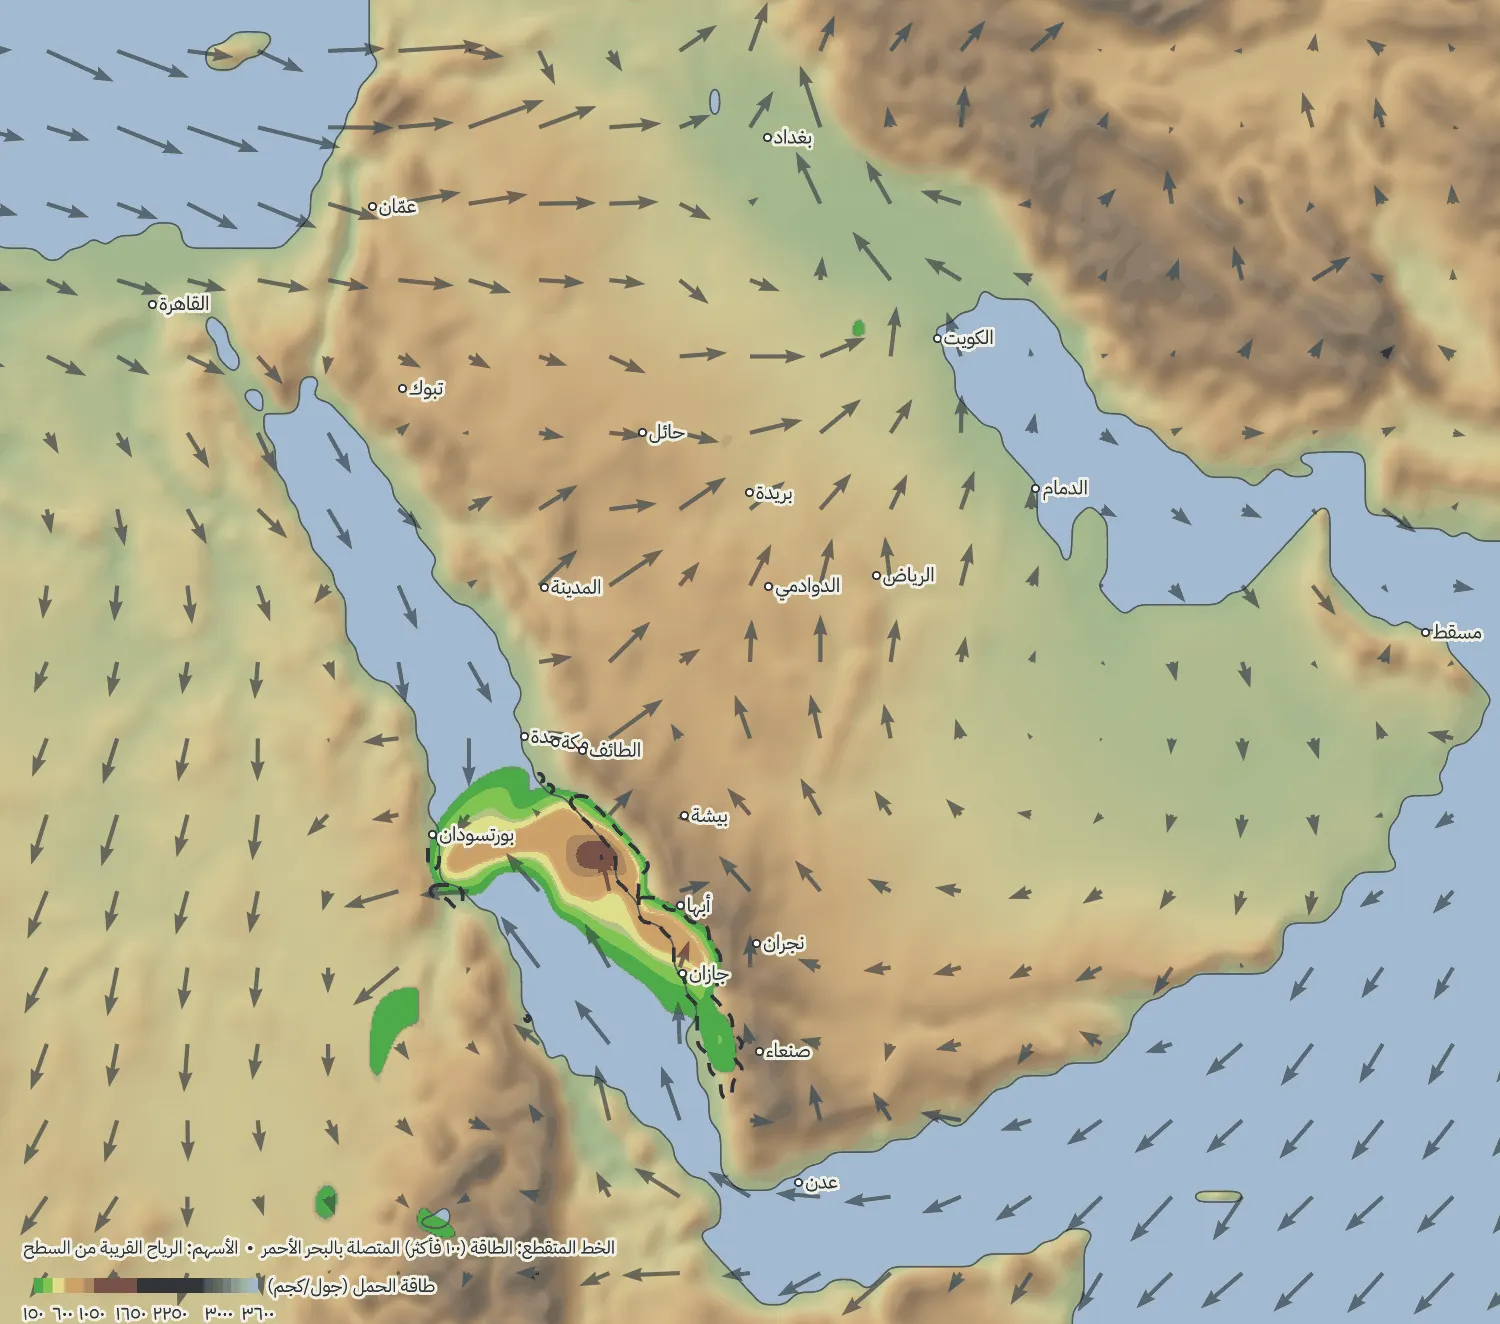 بغداد
عمّان
القاهرة
الكويت
تبوك
حائل
بريدة
الدمام
الرياض
الدوادمي
المدينة
مسقط
جدة
مكة
الطائف
بيشة
بورتسودان
أبها
نجران
جازان
صنعاء
عدن
الخط المتقطع: الطاقة (١٠٠ فأكثر) المتصلة بالبحر الأحمر • الأسهم: الرياح القريبة من السطح
طاقة الحمل (جول/كجم)
١٥٠ ٦٠٠ ١٠٥٠ ١٦٥٠ ٢٢٥٠ ٣٠٠٠ ٣٦٠٠